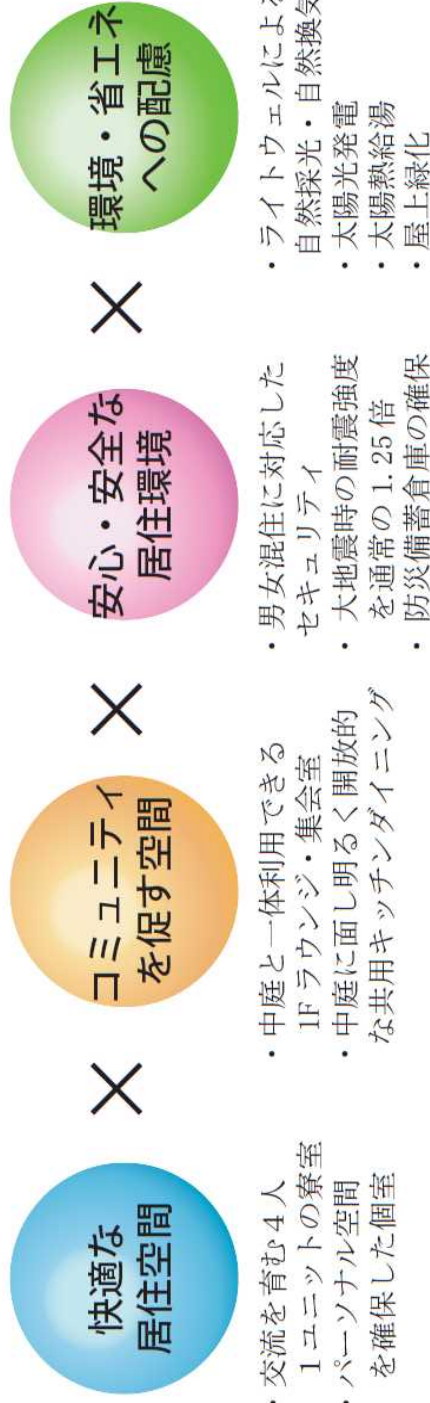 快適な
居住空間
・交流を育む4人
1ユニットの寮室
・パーソナル空間
を確保した個室
×
コミュニティ
を促す空間
・中庭と一体利用できる
1Fラウンジ・集会室
・中庭に面し明るく開放的
な共用キッチンダイニング
×
安心・安全な
居住環境
・男女混住に対応した
セキュリティ
・大地震時の耐震強度
を通常の1.25倍
・防災備蓄倉庫の確保
×
環境・省エネ
への配慮
・ライトウェルによる
自然採光・自然換気
・太陽光発電
・太陽熱給湯
・屋上緑化